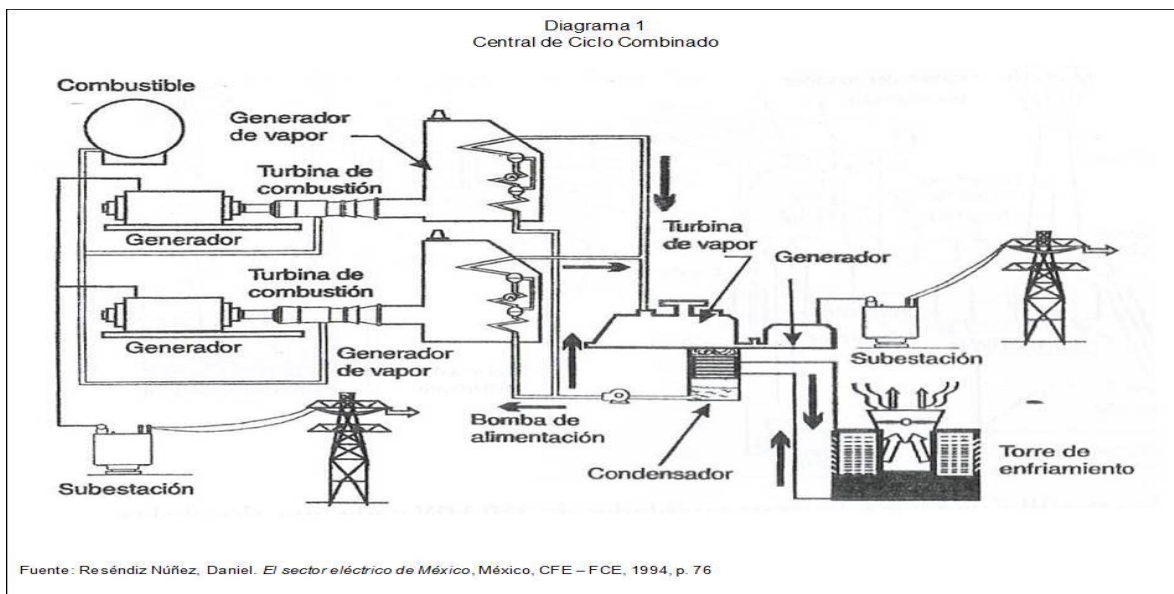 Diagrama 1
Central de Ciclo Combinado
Combustible
Generador
de vapor
Turbina de
combustión
Generador
Turbina de
combustión
Generador
Generador
de vapor
Turbina
de vapor
Generador
Subestación
Bomba de
alimentación
Condensador
Torre de
enfriamiento
Subestación
Fuente: Reséndiz Núñez, Daniel. El sector eléctrico de México, México, CFE – FCE, 1994, p. 76